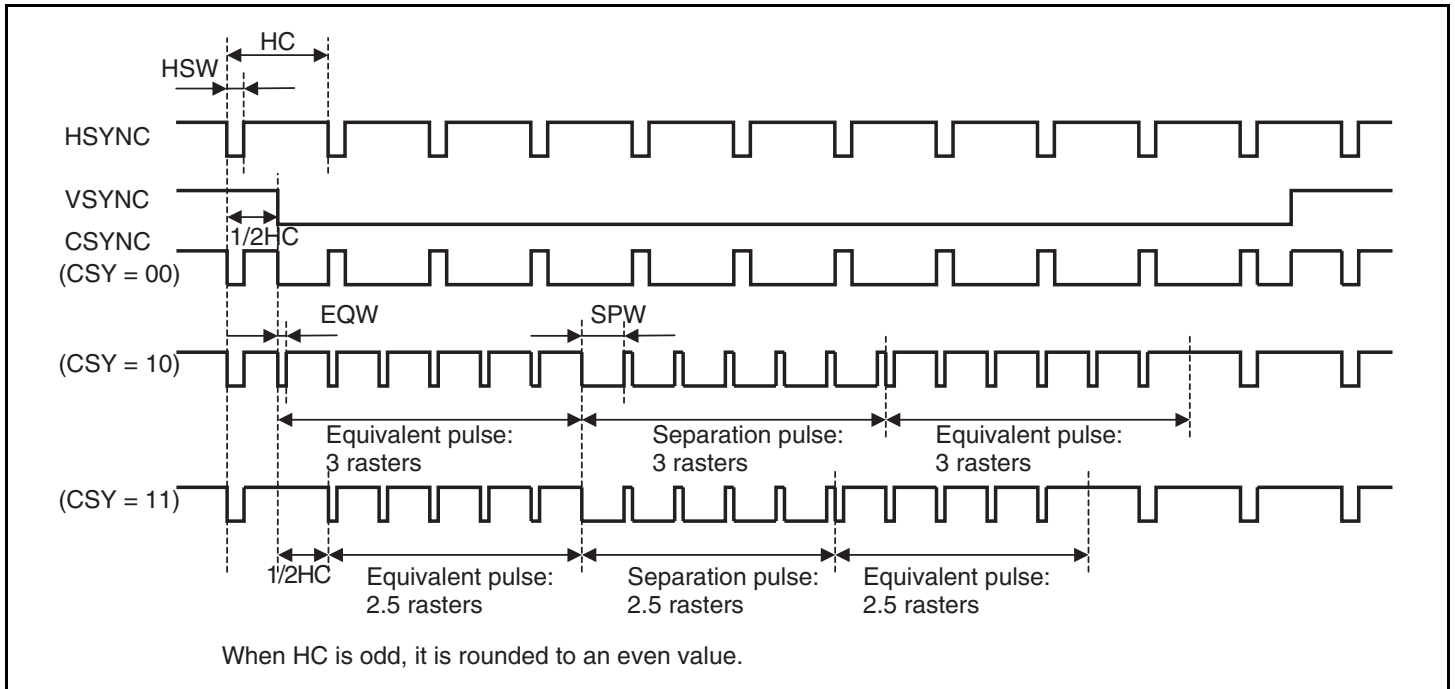 HC
HSW
HSYNC
VSYNC
1/2HC
CSYNC
(CSY = 00)
EQW
SPW
(CSY = 10)
Equivalent pulse:
3 rasters
Separation pulse:
3 rasters
Equivalent pulse:
3 rasters
(CSY = 11)
1/2HC
Equivalent pulse:
2.5 rasters
Separation pulse:
2.5 rasters
Equivalent pulse:
2.5 rasters
When HC is odd, it is rounded to an even value.